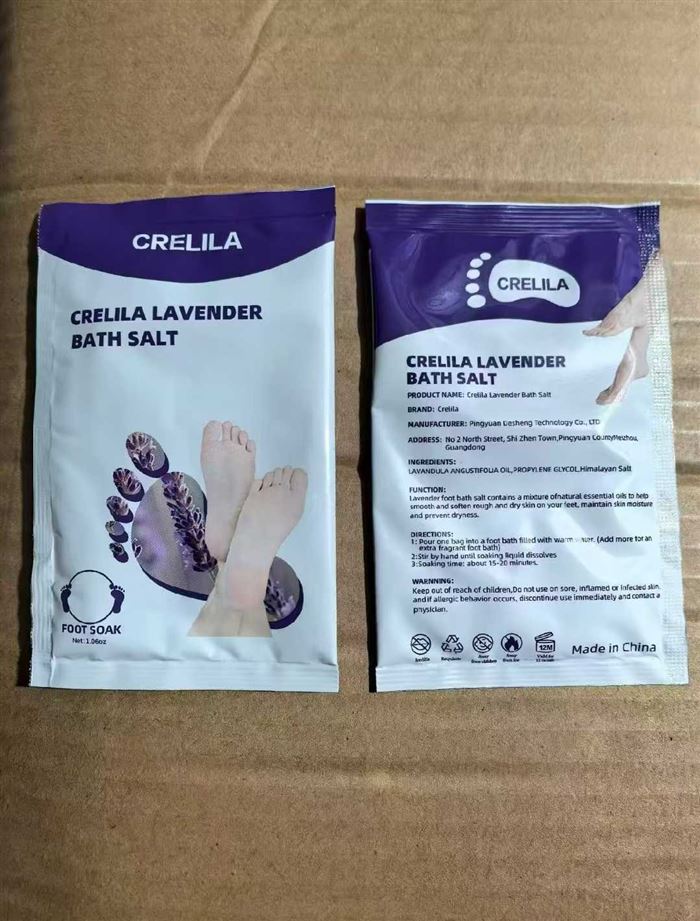 CRELILA
CRELILA LAVENDER
BATH SALT
FOOT SOAK
Net: 1.06oz
CRELILA
CRELILA LAVENDER
BATH SALT
PRODUCT NAME: Crelila Lavender Bath Salt
BRAND: Crelila
MANUFACTURER: Pingyuan Desheng Technology Co., LTD
ADDRESS: No 2 North Street, Shi Zhen Town,Pingyuan CountyMeizhou,
Guangdong
INGREDIENTS:
LAVANDULA ANGUSTIFOLIA OIL,PROPYLENE GLYCOL,Himalayan Salt
FUNCTION:
Lavender foot bath salt contains a mixture ofnatural essential oils to help
smooth and soften rough and dry skin on your feet, maintain skin moisture
and prevent dryness.
DIRECTIONS:
1: Pour one bag into a foot bath filled with warm water. (Add more for an
extra fragrant foot bath)
2:Stir by hand until soaking liquid dissolves
3:Soaking time: about 15-20 minutes.
WARNNING:
Keep out of reach of children,Do not use on sore, inflamed or infected skin,
and if allergic behavior occurs, discontinue use immediately and contact a
physician.
12M
Made in China